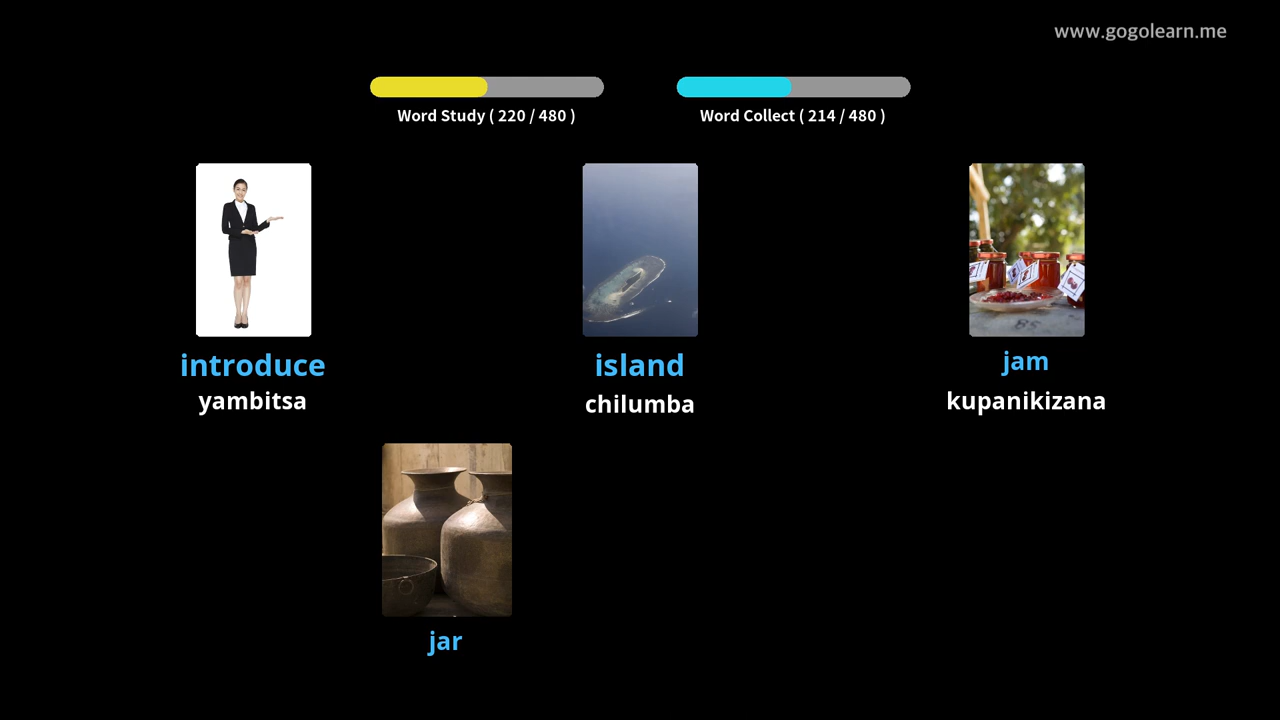 www.gogolearn.me
Word Study ( 220 / 480 )
Word Collect ( 214 / 480 )
introduce
yambitsa
island
chilumba
jam
kupanikizana
jar